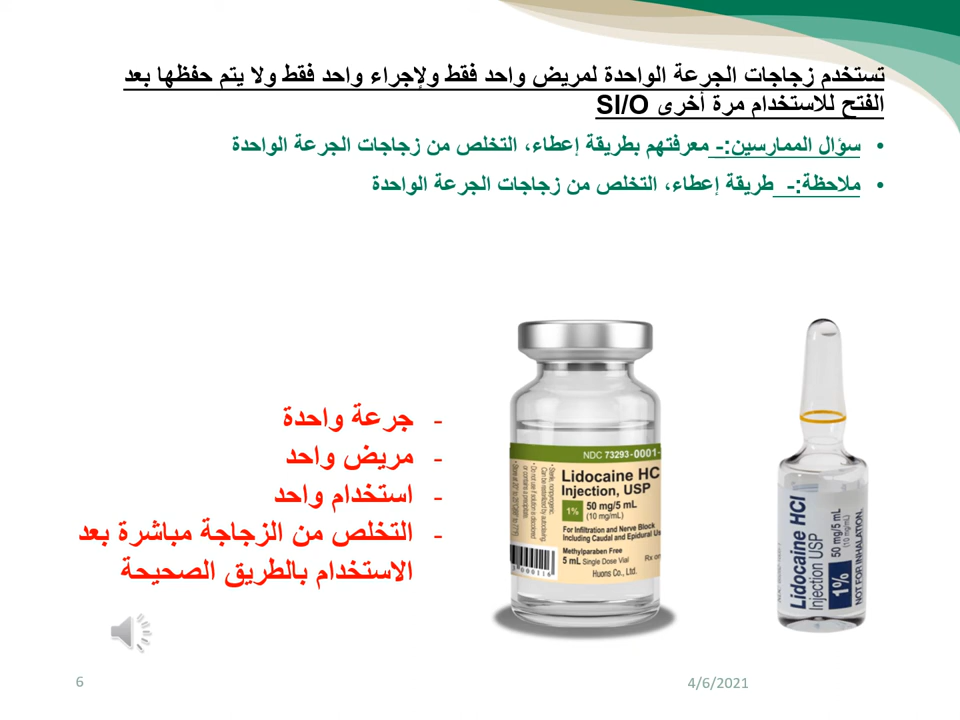 تستخدم زجاجات الجرعة الواحدة لمريض واحد فقط ولإجراء واحد فقط ولا يتم حفظها بعد
الفتح للاستخدام مرة أخرى SI/O
• سؤال الممارسين:- معرفتهم بطريقة إعطاء، التخلص من زجاجات الجرعة الواحدة
• ملاحظة:- طريقة إعطاء، التخلص من زجاجات الجرعة الواحدة
- جرعة واحدة
- مريض واحد
- استخدام واحد
- التخلص من الزجاجة مباشرة بعد
الاستخدام بالطريق الصحيحة
NDC 73293-0001-
Lidocaine HC
Injection, USP
1%
50 mg/5 mL
(10 mg/mL)
For Infiltration and Nerve Block
Including Caudal and Epidural Us
Methylparaben Free
5 mL Single Dose Vial
Rx on
Huons Co., Ltd.
Lidocaine HCl
Injection USP
1%
50 mg/5 mL
(10 mg/mL)
NOT FOR INHALATION.
6
4/6/2021